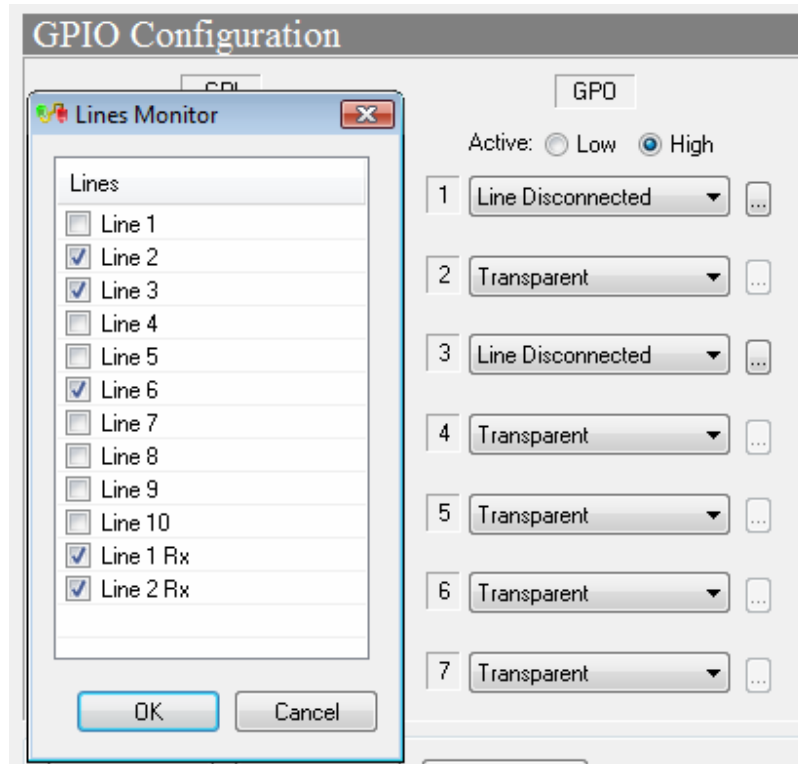 GPIO Configuration
GPI
GPO
Lines Monitor
Active: Low High
Lines
Line 1
Line 2
Line 3
Line 4
Line 5
Line 6
Line 7
Line 8
Line 9
Line 10
Line 1 Rx
Line 2 Rx
OK Cancel
1 Line Disconnected ...
2 Transparent ...
3 Line Disconnected ...
4 Transparent ...
5 Transparent ...
6 Transparent ...
7 Transparent ...